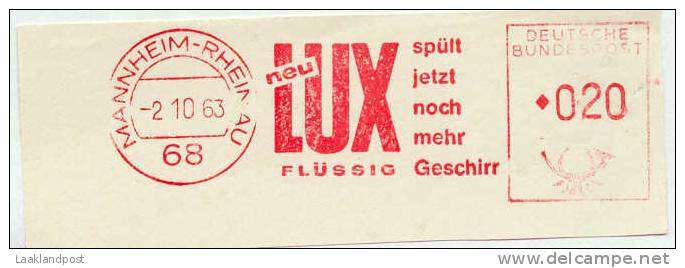 MANNHEIM-RHEINAU
-2 10 63
68
neu
LUX
FLÜSSIG
spült
jetzt
noch
mehr
Geschirr
DEUTSCHE
BUNDESPOST
020
Laaklandpost
delcampe.net